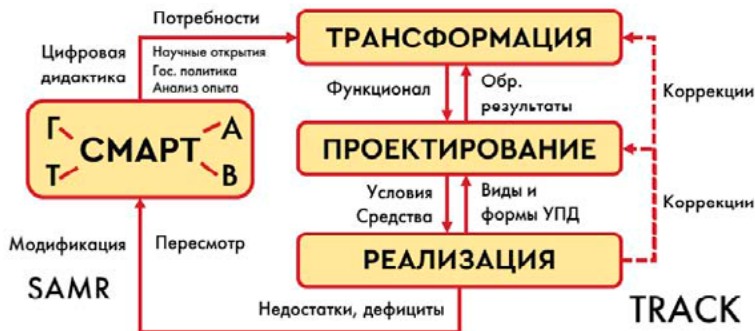 Потребности
ТРАНСФОРМАЦИЯ
Цифровая
дидактика
Научные открытия
Гос. политика
Анализ опыта
Функционал
Обр.
результаты
Коррекции
Г
А
СМАРТ
Т
В
ПРОЕКТИРОВАНИЕ
Условия
Средства
Виды и
формы УПД
Коррекции
Модификация
Пересмотр
РЕАЛИЗАЦИЯ
SAMR
Недостатки, дефициты
TRACK